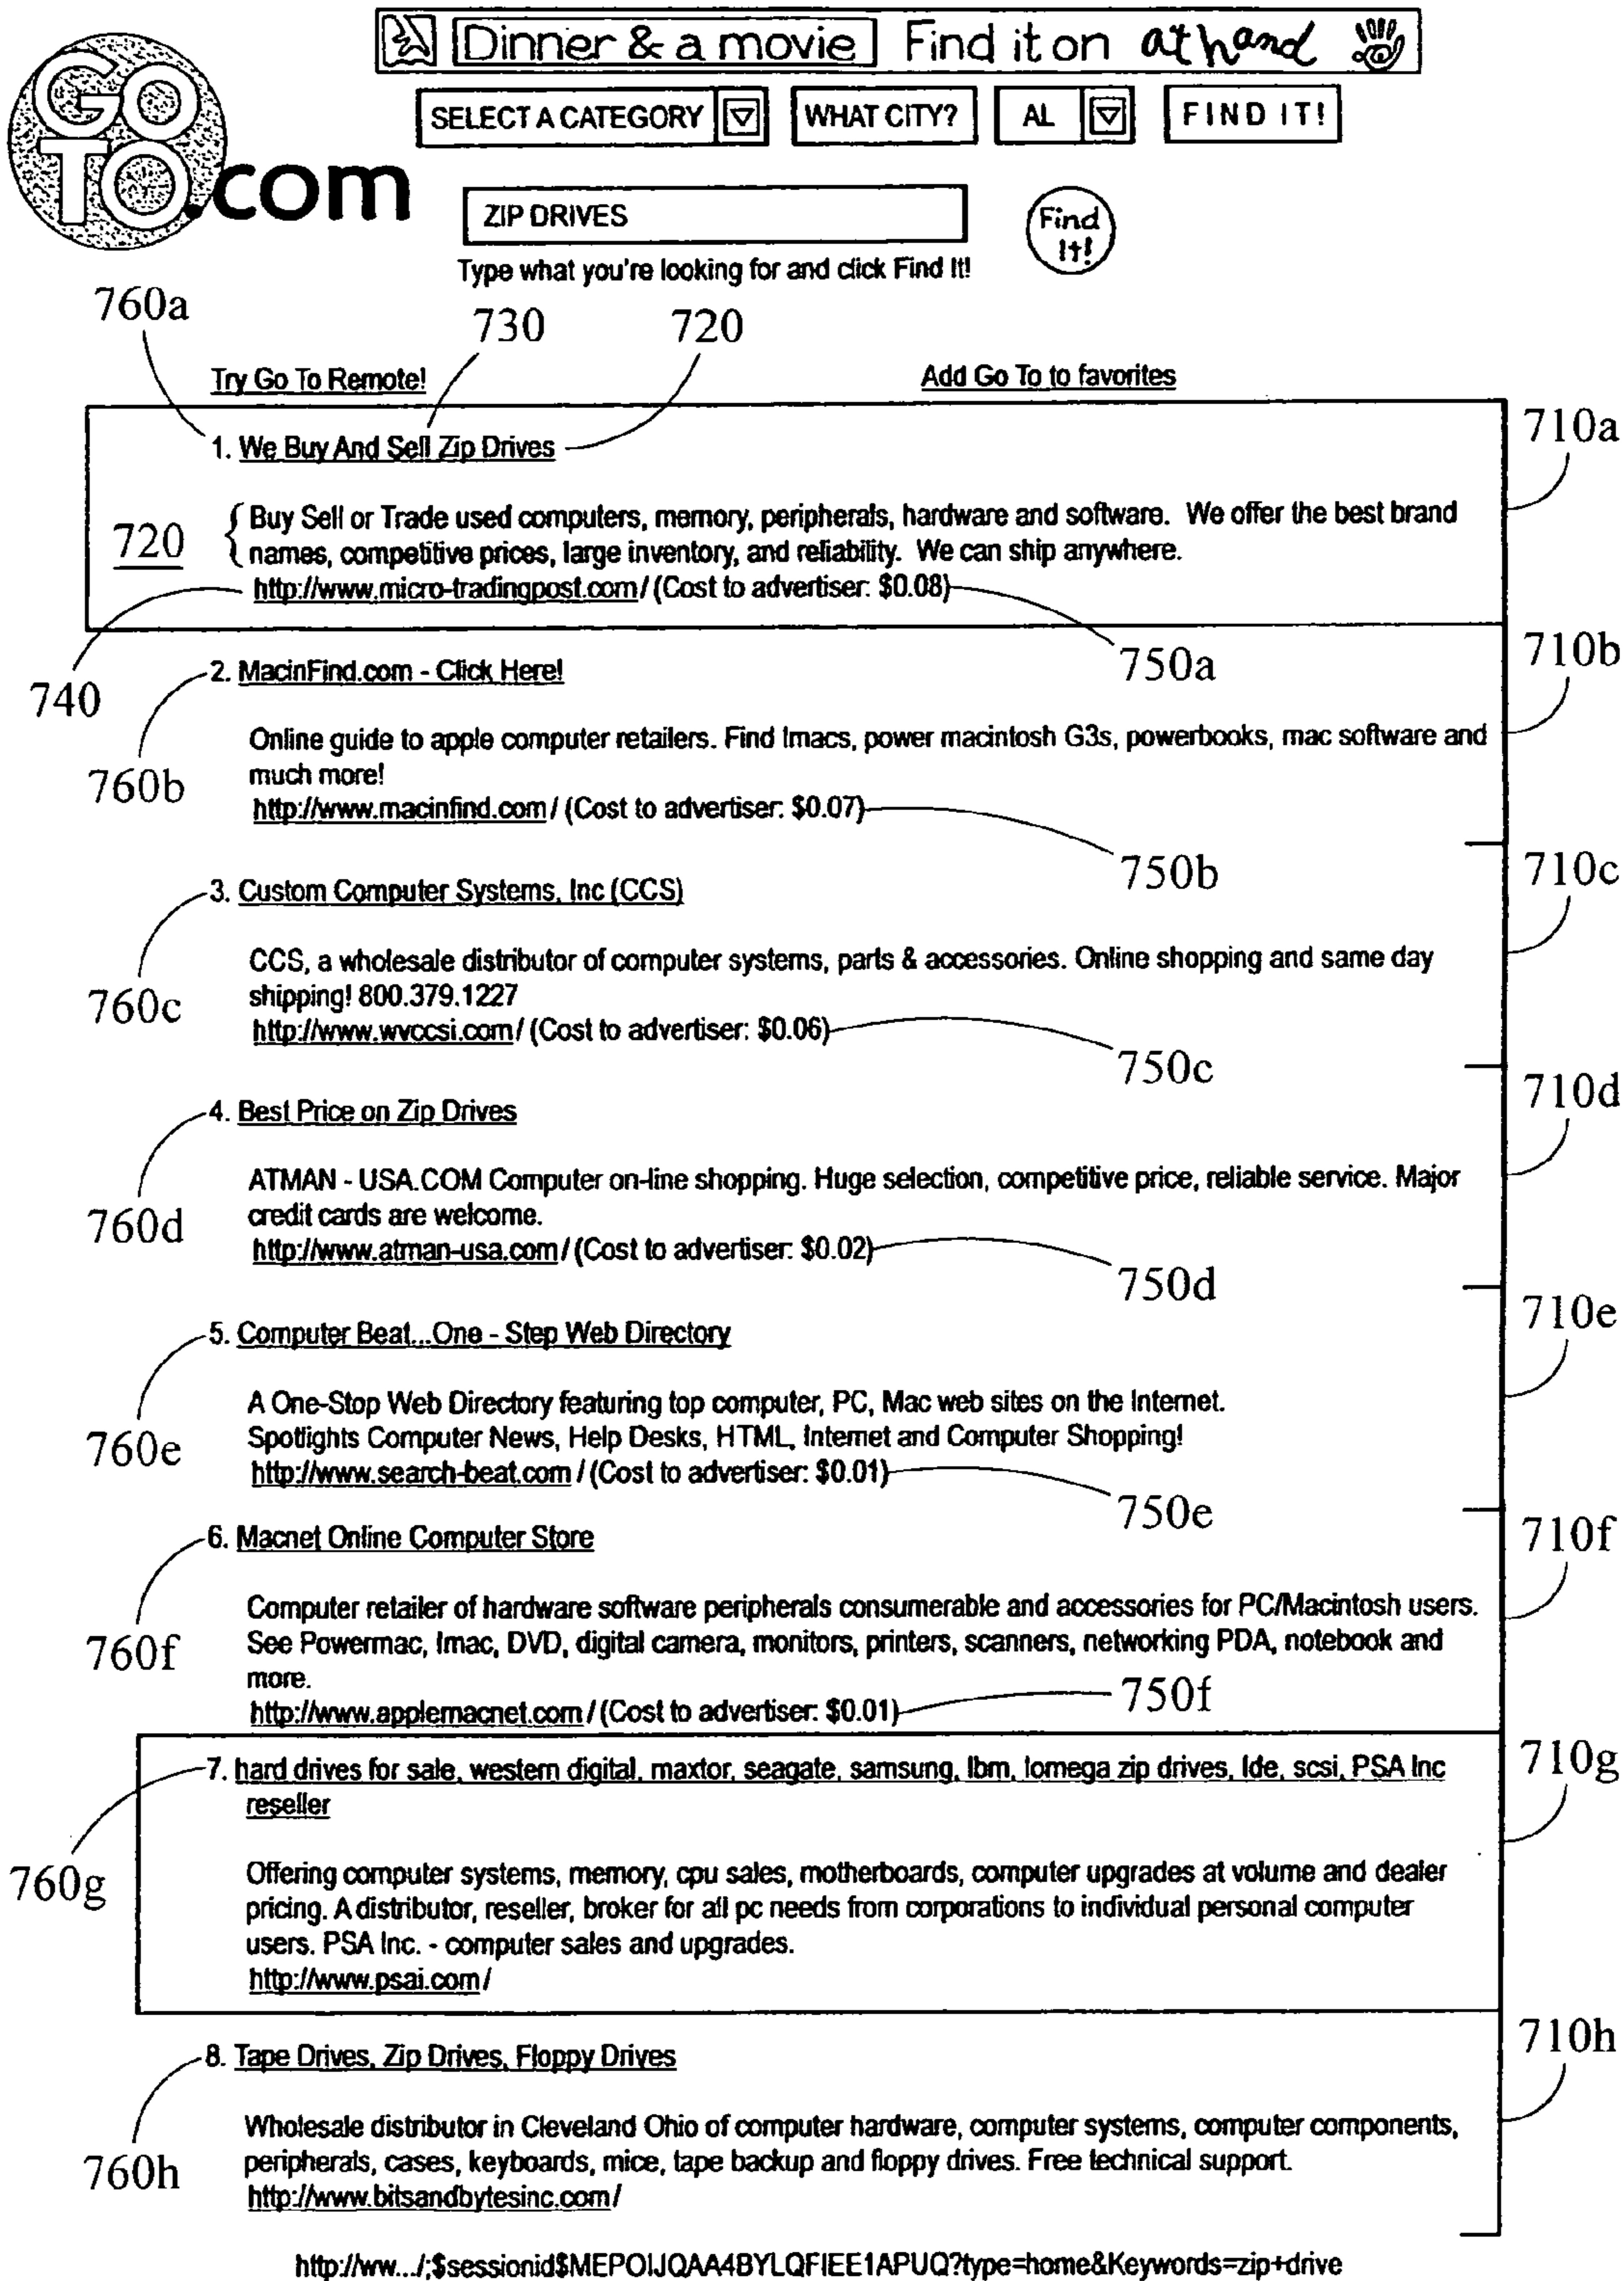 Dinner & a movie Find it on at hand
GO TO.com
SELECT A CATEGORY WHAT CITY? AL FIND IT!
ZIP DRIVES Find It!
Type what you're looking for and click Find It!
760a 730 720
Try Go To Remote! Add Go To to favorites
710a
1. We Buy And Sell Zip Drives
720
Buy Sell or Trade used computers, memory, peripherals, hardware and software. We offer the best brand
names, competitive prices, large inventory, and reliability. We can ship anywhere.
http://www.micro-tradingpost.com/ (Cost to advertiser: $0.08)
740 750a 710b
2. MacinFind.com - Click Here!
760b
Online guide to apple computer retailers. Find Imacs, power macintosh G3s, powerbooks, mac software and
much more!
http://www.macinfind.com/ (Cost to advertiser: $0.07)
750b 710c
3. Custom Computer Systems, Inc (CCS)
760c
CCS, a wholesale distributor of computer systems, parts & accessories. Online shopping and same day
shipping! 800.379.1227
http://www.wvccsi.com/ (Cost to advertiser: $0.06)
750c 710d
4. Best Price on Zip Drives
760d
ATMAN - USA.COM Computer on-line shopping. Huge selection, competitive price, reliable service. Major
credit cards are welcome.
http://www.atman-usa.com/ (Cost to advertiser: $0.02)
750d 710e
5. Computer Beat...One - Step Web Directory
760e
A One-Stop Web Directory featuring top computer, PC, Mac web sites on the Internet.
Spotlights Computer News, Help Desks, HTML, Internet and Computer Shopping!
http://www.search-beat.com / (Cost to advertiser: $0.01)
750e 710f
6. Macnet Online Computer Store
760f
Computer retailer of hardware software peripherals consumerable and accessories for PC/Macintosh users.
See Powermac, Imac, DVD, digital camera, monitors, printers, scanners, networking PDA, notebook and
more.
http://www.applemacnet.com / (Cost to advertiser: $0.01)
750f 710g
7. hard drives for sale, western digital, maxtor, seagate, samsung, Ibm, Iomega zip drives, Ide, scsi, PSA Inc
reseller
760g
Offering computer systems, memory, cpu sales, motherboards, computer upgrades at volume and dealer
pricing. A distributor, reseller, broker for all pc needs from corporations to individual personal computer
users. PSA Inc. - computer sales and upgrades.
http://www.psai.com/
710h
8. Tape Drives, Zip Drives, Floppy Drives
760h
Wholesale distributor in Cleveland Ohio of computer hardware, computer systems, computer components,
peripherals, cases, keyboards, mice, tape backup and floppy drives. Free technical support.
http://www.bitsandbytesinc.com/
http://ww.../;$sessionid$MEPOIJQAA4BYLQFIEE1APUQ?type=home&Keywords=zip+drive